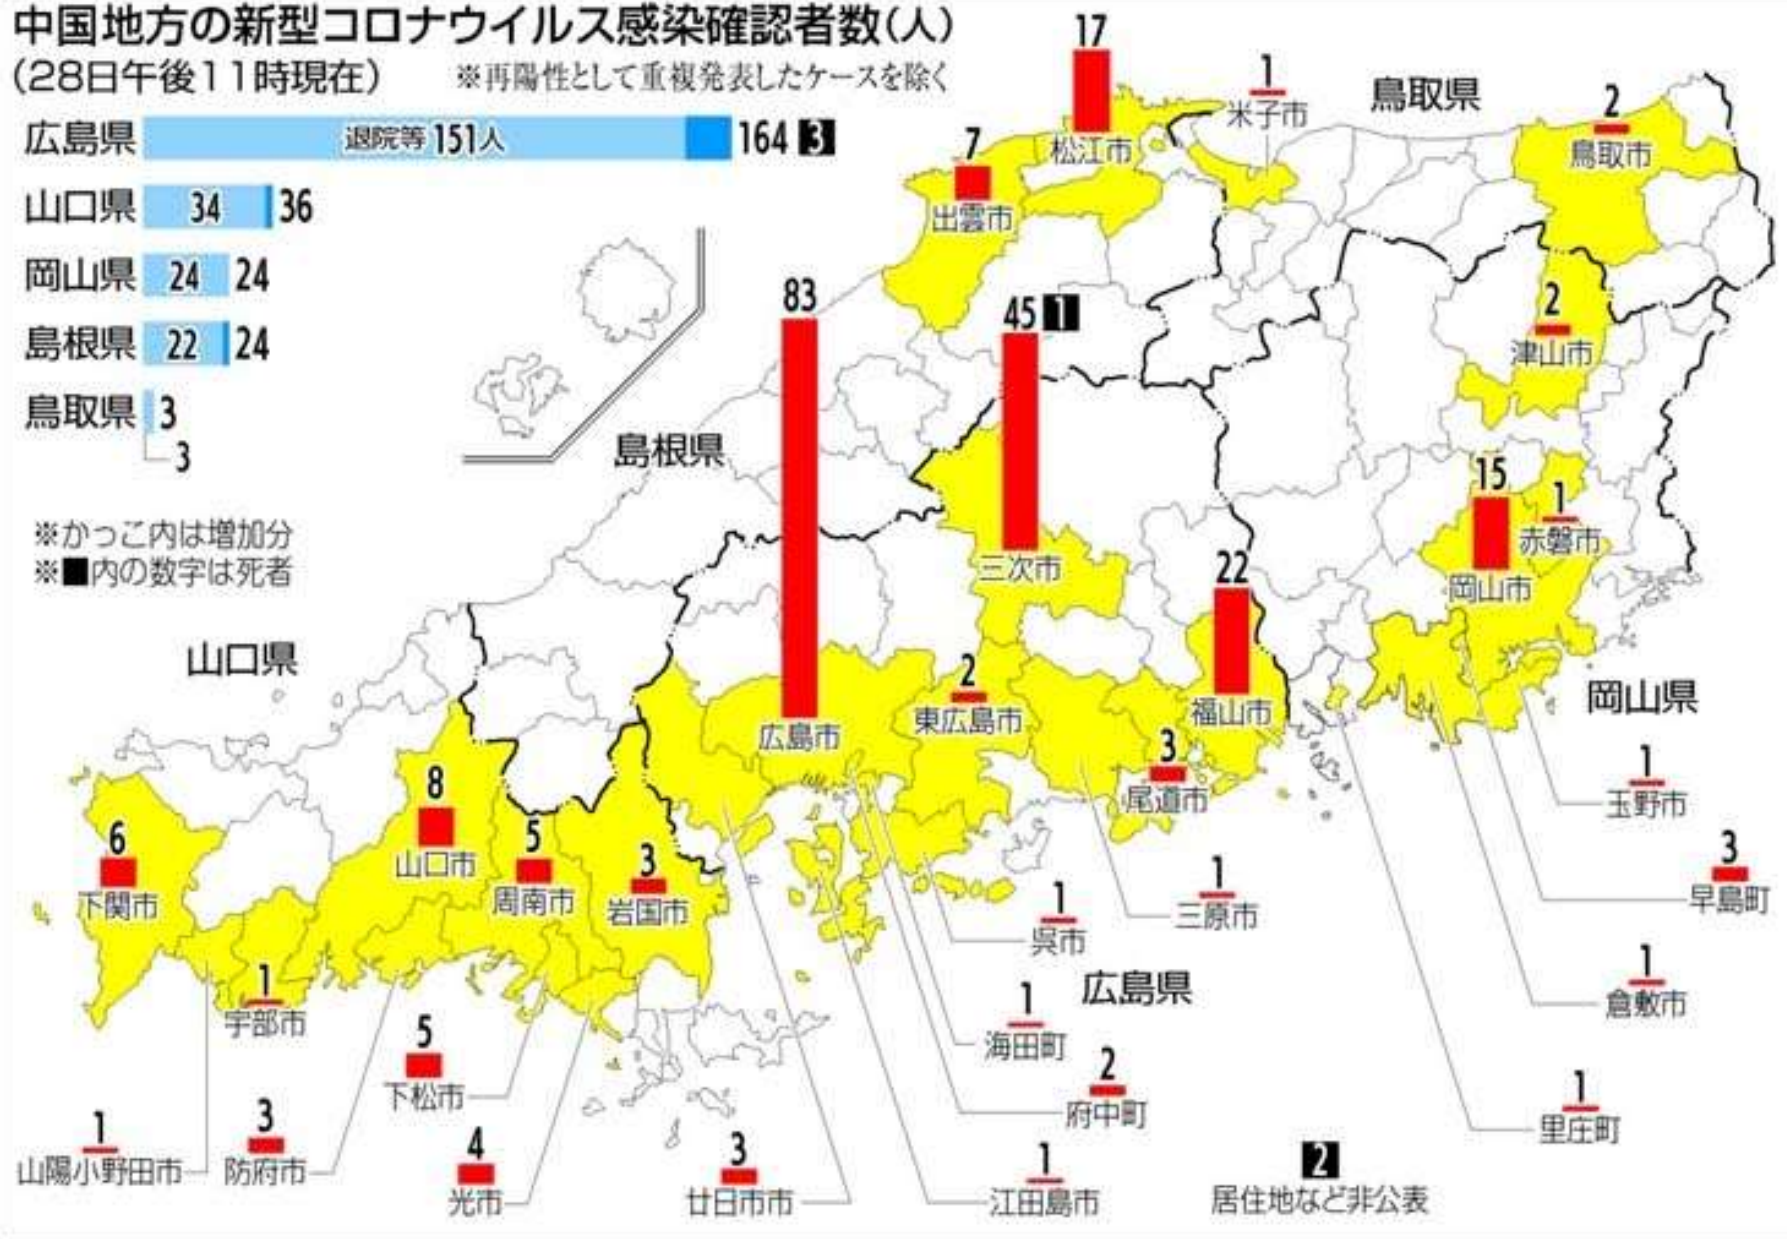 中国地方の新型コロナウイルス感染確認者数(人)
(28日午後11時現在) ※再陽性として重複発表したケースを除く
広島県 退院等151人 164 3
山口県 34 36
岡山県 24 24
島根県 22 24
鳥取県 3
3
※かっこ内は増加分
※■内の数字は死者
鳥取県
17
松江市
1
米子市
2
鳥取市
7
出雲市
島根県
83
広島市
45 1
三次市
2
津山市
15
岡山市
1
赤磐市
岡山県
22
福山市
2
東広島市
3
尾道市
山口県
6
下関市
8
山口市
5
周南市
3
岩国市
1
宇部市
5
下松市
1
山陽小野田市
3
防府市
4
光市
3
廿日市市
1
江田島市
広島県
1
呉市
1
三原市
1
海田町
2
府中町
1
玉野市
3
早島町
1
倉敷市
1
里庄町
2
居住地など非公表